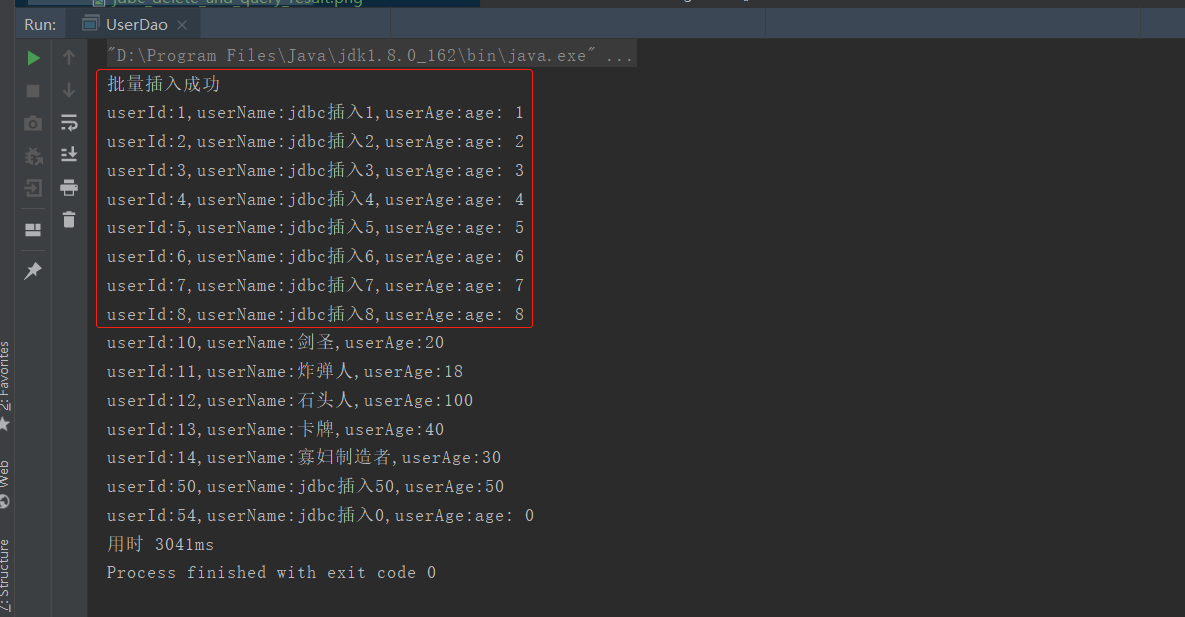 jdbc_delete_and_query_result.png
Run: UserDao
"D:\Program Files\Java\jdk1.8.0_162\bin\java.exe" ...
批量插入成功
userId:1,userName:jdbc插入1,userAge:age: 1
userId:2,userName:jdbc插入2,userAge:age: 2
userId:3,userName:jdbc插入3,userAge:age: 3
userId:4,userName:jdbc插入4,userAge:age: 4
userId:5,userName:jdbc插入5,userAge:age: 5
userId:6,userName:jdbc插入6,userAge:age: 6
userId:7,userName:jdbc插入7,userAge:age: 7
userId:8,userName:jdbc插入8,userAge:age: 8
userId:10,userName:剑圣,userAge:20
userId:11,userName:炸弹人,userAge:18
userId:12,userName:石头人,userAge:100
userId:13,userName:卡牌,userAge:40
userId:14,userName:寡妇制造者,userAge:30
userId:50,userName:jdbc插入50,userAge:50
userId:54,userName:jdbc插入0,userAge:age: 0
用时 3041ms
Process finished with exit code 0
2: Favorites
Web
7: Structure